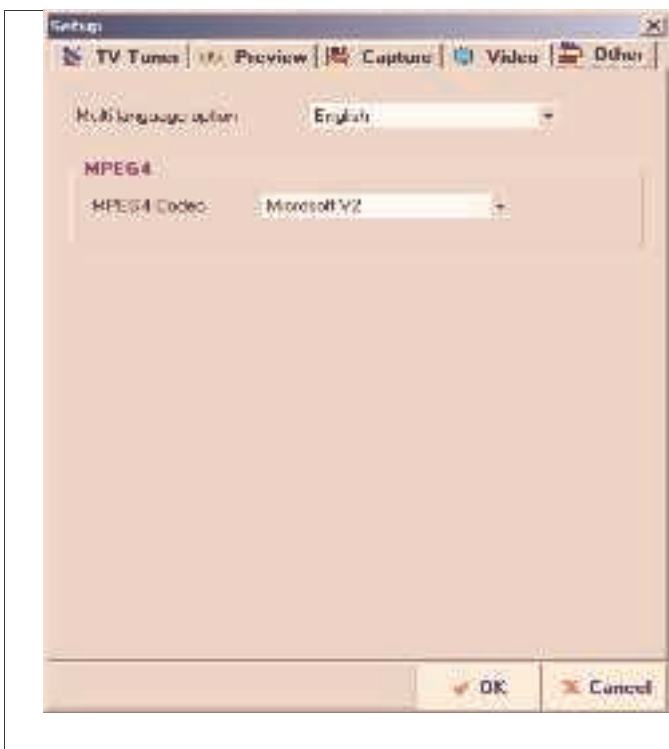 Setup
TV Tuner Preview Capture Video Other
Multi language option English
MPEG4
MPEG4 Codec Microsoft V2
OK Cancel